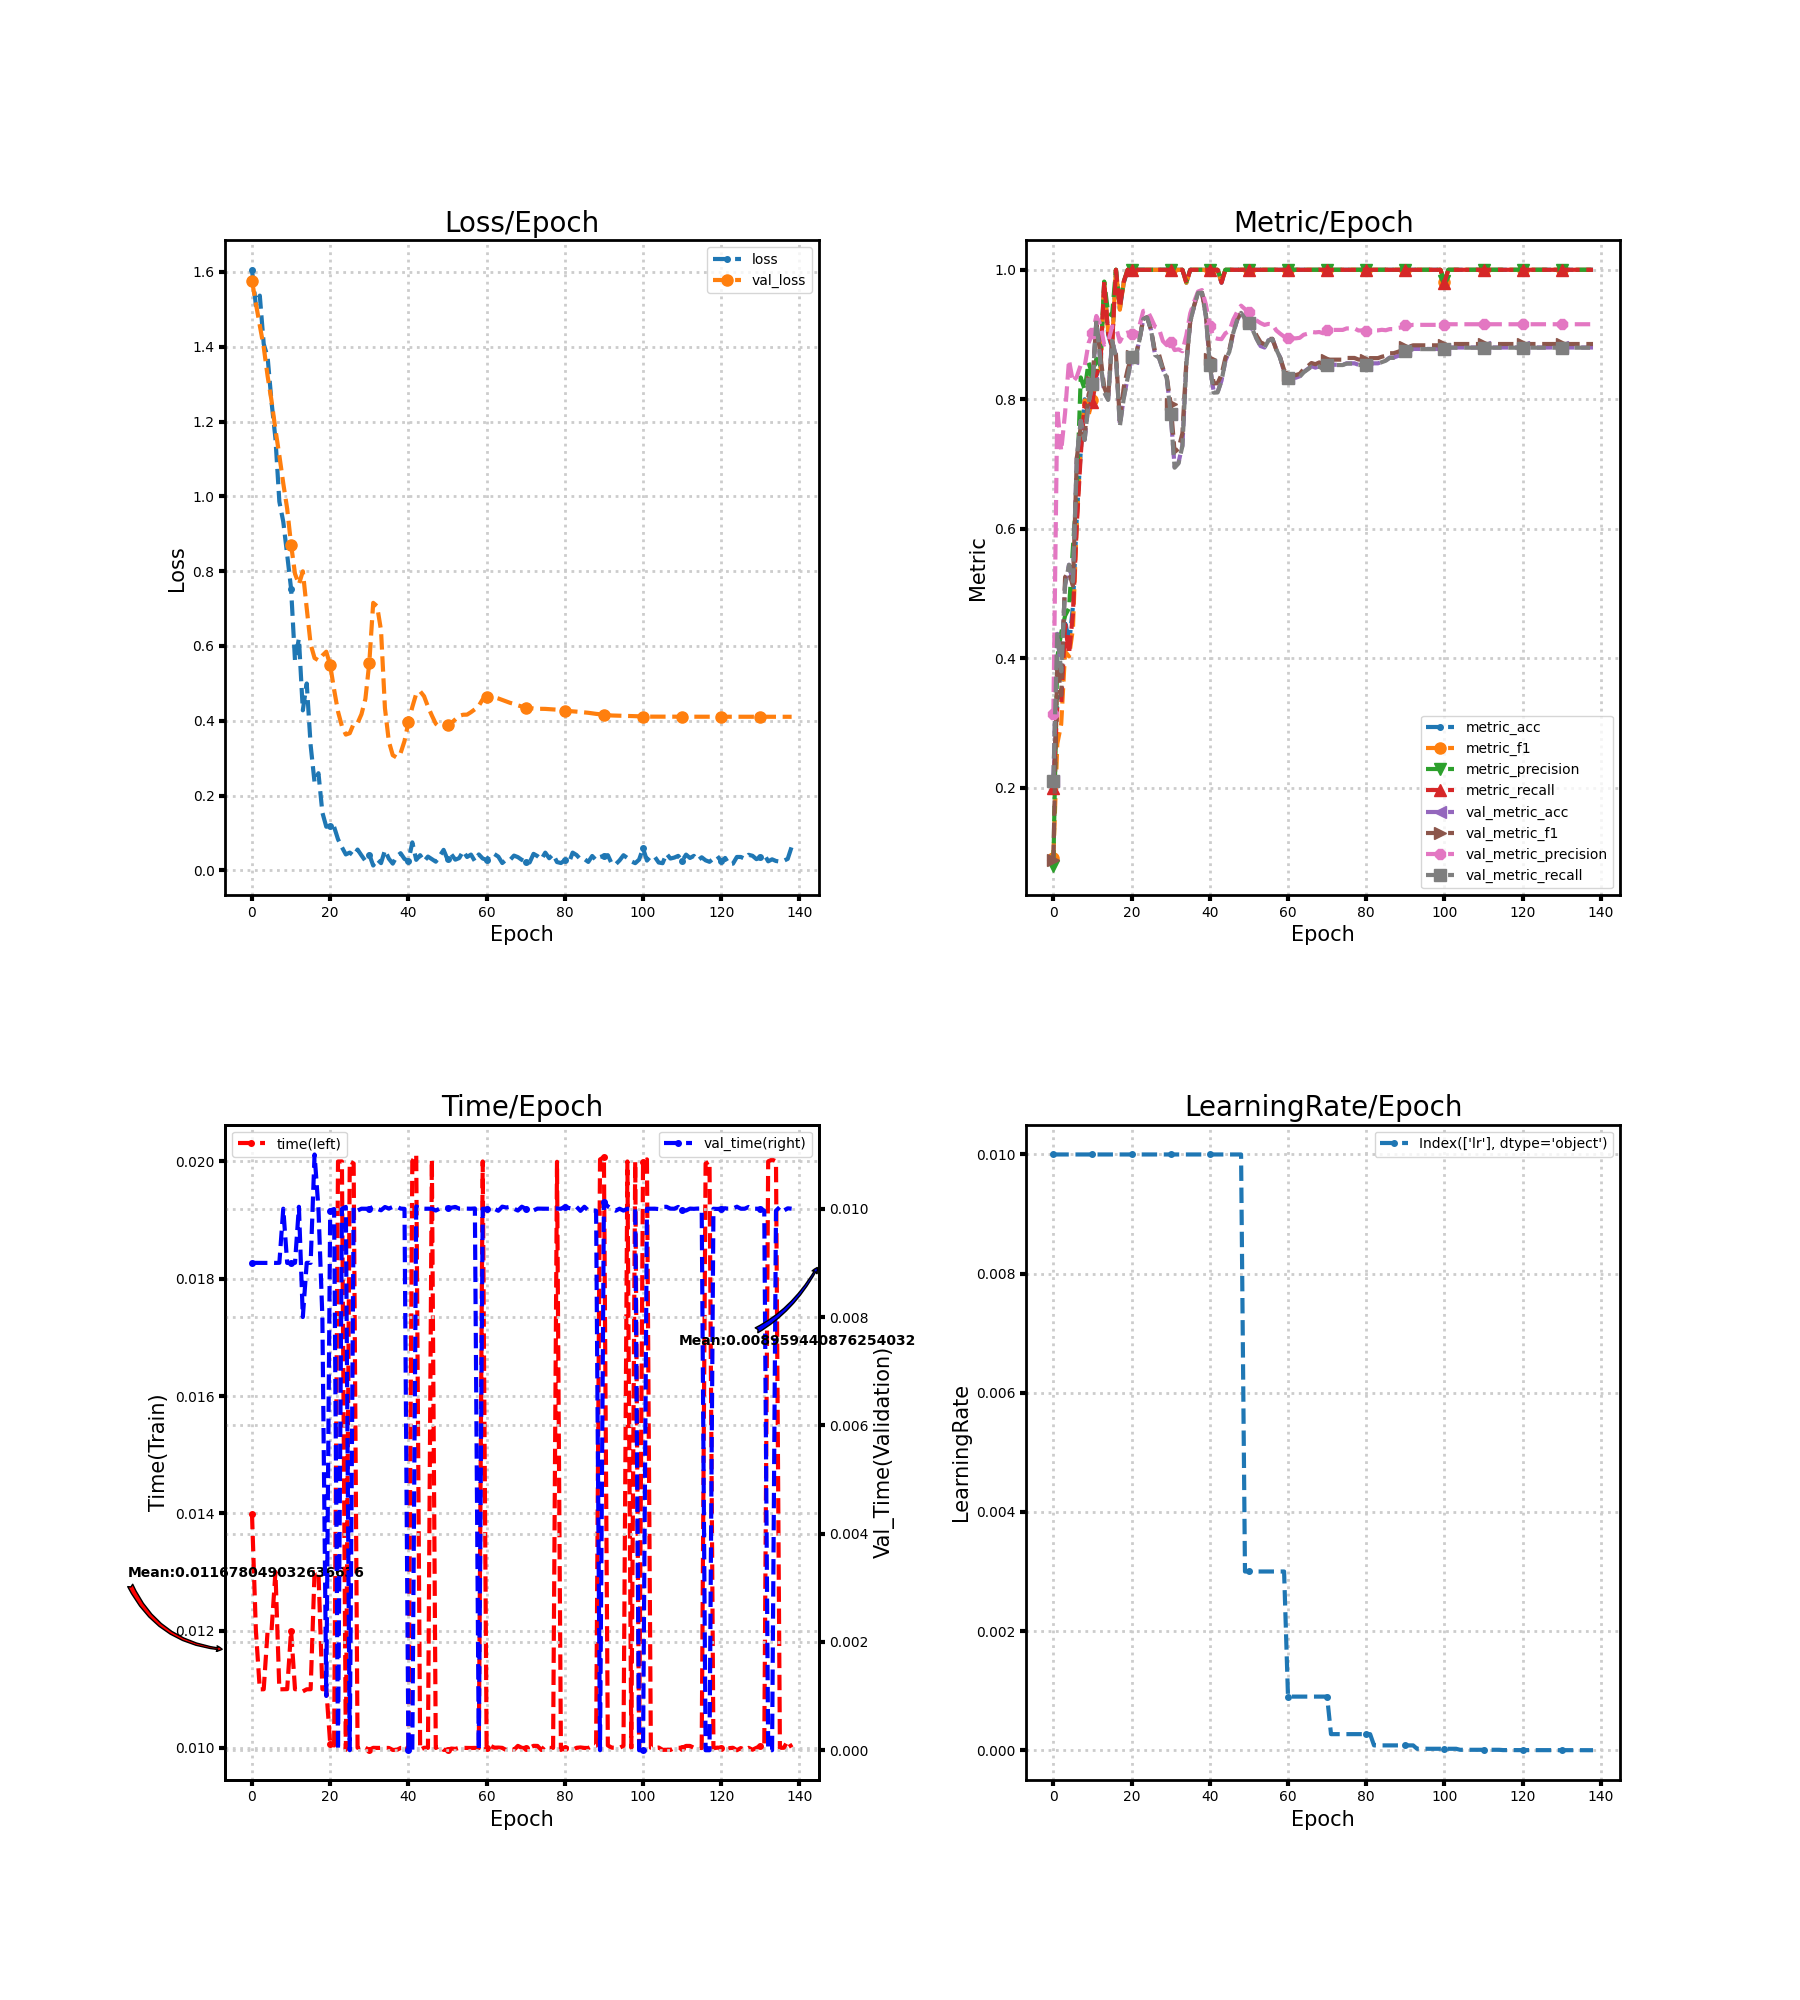 Loss/Epoch
loss
val_loss
1.6
1.4
1.2
1.0
0.8
0.6
0.4
0.2
0.0
Loss
0 20 40 60 80 100 120 140
Epoch
Metric/Epoch
1.0
0.8
0.6
0.4
0.2
Metric
metric_acc
metric_f1
metric_precision
metric_recall
val_metric_acc
val_metric_f1
val_metric_precision
val_metric_recall
0 20 40 60 80 100 120 140
Epoch
Time/Epoch
time(left)
val_time(right)
0.020
0.018
0.016
0.014
0.012
0.010
Time(Train)
0.010
0.008
0.006
0.004
0.002
0.000
Val_Time(Validation)
Mean:0.008959440876254032
0 20 40 60 80 100 120 140
Epoch
LearningRate/Epoch
Index(['lr'], dtype='object')
0.010
0.008
0.006
0.004
0.002
0.000
LearningRate
0 20 40 60 80 100 120 140
Epoch